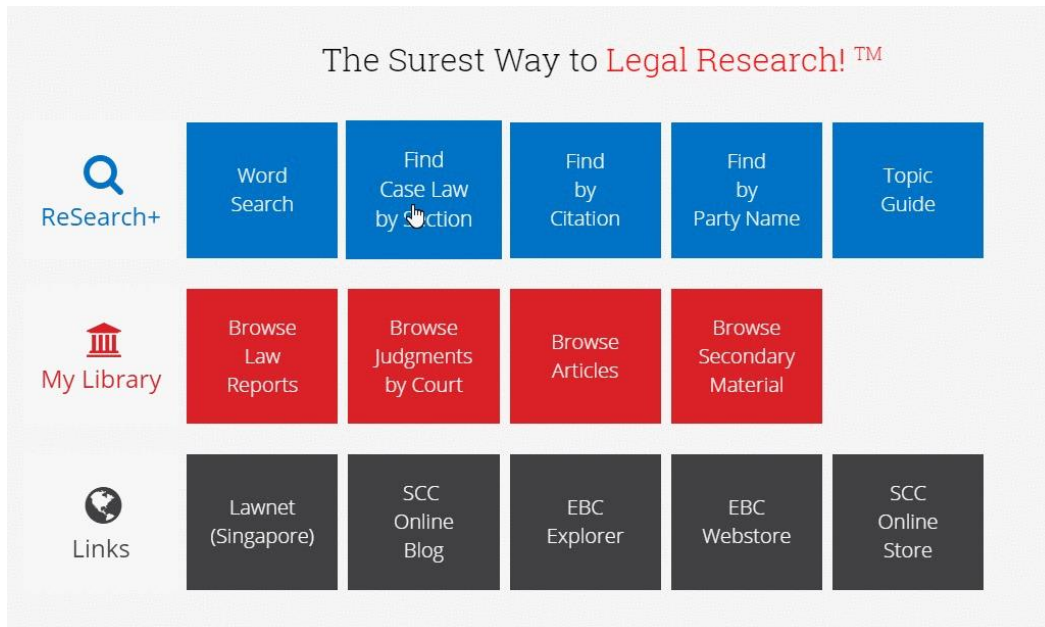 The Surest Way to Legal Research! TM
ReSearch+
Word
Search
Find
Case Law
by Section
Find
by
Citation
Find
by
Party Name
Topic
Guide
My Library
Browse
Law
Reports
Browse
Judgments
by Court
Browse
Articles
Browse
Secondary
Material
Links
Lawnet
(Singapore)
SCC
Online
Blog
EBC
Explorer
EBC
Webstore
SCC
Online
Store